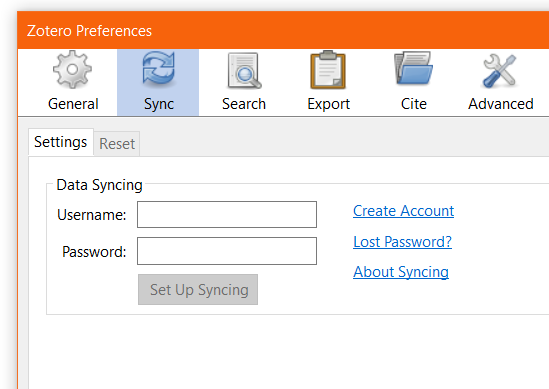 Zotero Preferences
General Sync Search Export Cite Advanced
Settings Reset
Data Syncing
Username: Create Account
Password: Lost Password?
Set Up Syncing About Syncing